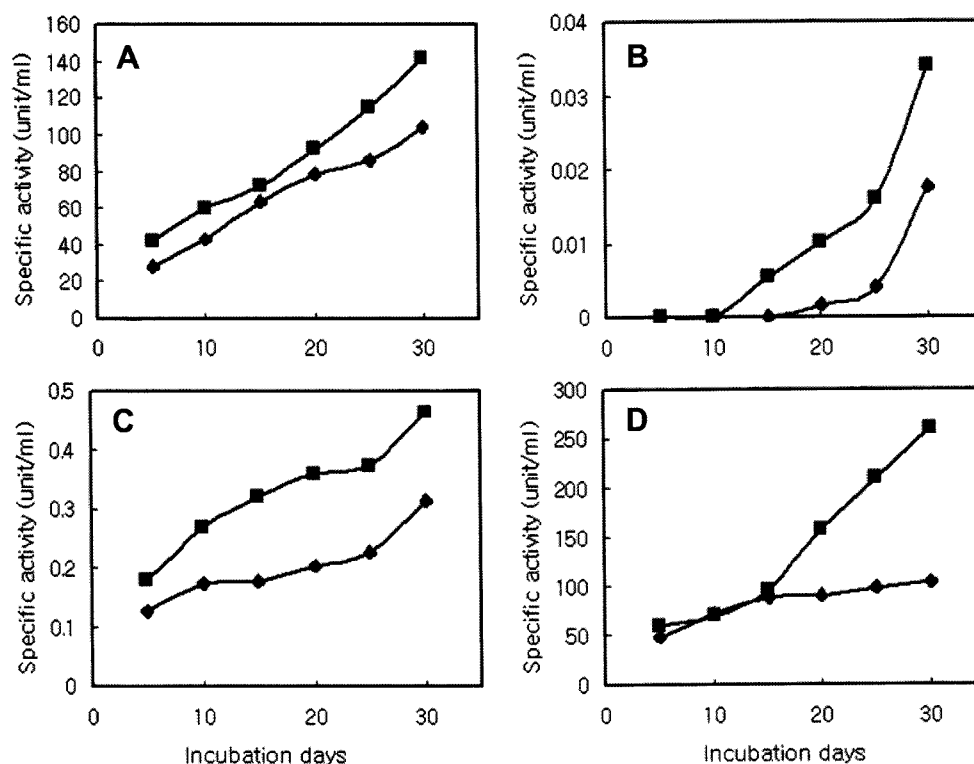 A
Specific activity (unit/ml)
160
140
120
100
80
60
40
20
0
0 10 20 30
B
Specific activity (unit/ml)
0.04
0.03
0.02
0.01
0
0 10 20 30
C
Specific activity (unit/ml)
0.5
0.4
0.3
0.2
0.1
0
0 10 20 30
Incubation days
D
Specific activity (unit/ml)
300
250
200
150
100
50
0
0 10 20 30
Incubation days